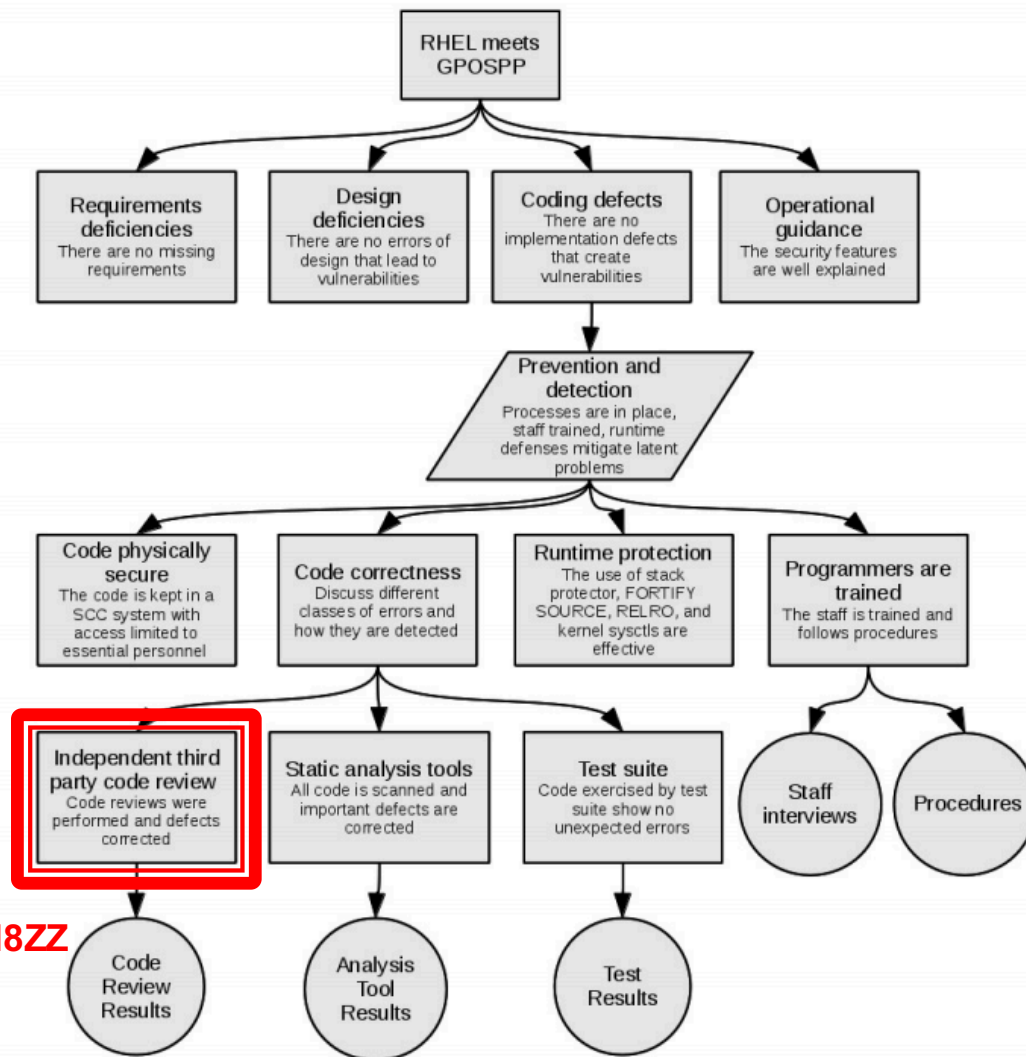 RHEL meets
GPOSPP
Requirements
deficiencies
There are no missing
requirements
Design
deficiencies
There are no errors of
design that lead to
vulnerabilities
Coding defects
There are no
implementation defects
that create
vulnerabilities
Operational
guidance
The security features
are well explained
Prevention and
detection
Processes are in place,
staff trained, runtime
defenses mitigate latent
problems
Code physically
secure
The code is kept in a
SCC system with
access limited to
essential personnel
Code correctness
Discuss different
classes of errors and
how they are detected
Runtime protection
The use of stack
protector, FORTIFY
SOURCE, RELRO, and
kernel sysctls are
effective
Programmers are
trained
The staff is trained and
follows procedures
Independent third
party code review
Code reviews were
performed and defects
corrected
Static analysis tools
All code is scanned and
important defects are
corrected
Test suite
Code exercised by test
suite show no
unexpected errors
Staff
interviews
Procedures
Code
Review
Results
Analysis
Tool
Results
Test
Results